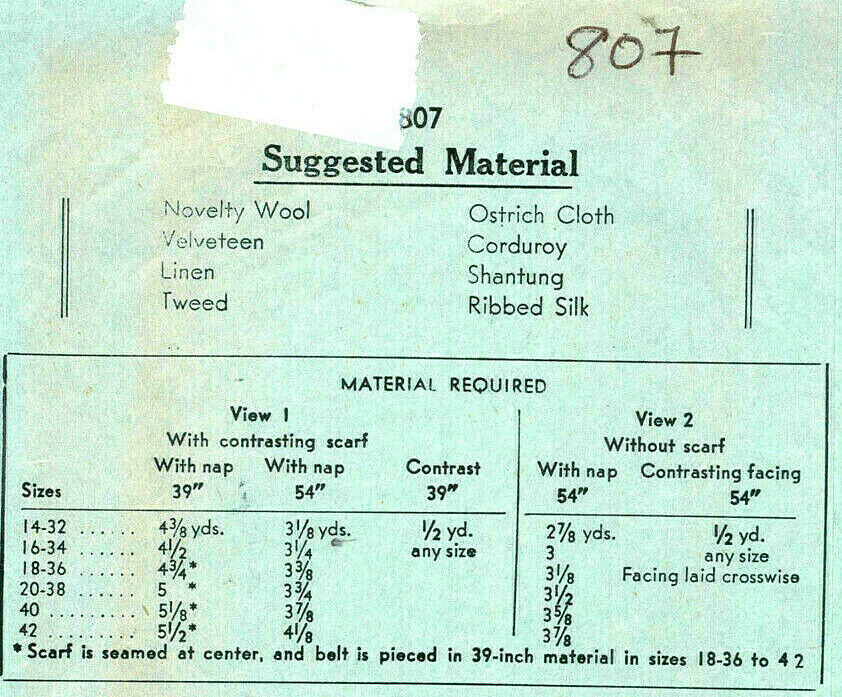 807
807
Suggested Material
Novelty Wool Ostrich Cloth
Velveteen Corduroy
Linen Shantung
Tweed Ribbed Silk
MATERIAL REQUIRED
View 1 View 2
With contrasting scarf Without scarf
With nap With nap Contrast With nap Contrasting facing
Sizes 39" 54" 39" 54" 54"
14-32 ...... 4 3/8 yds. 3 1/8 yds. 1/2 yd. 2 7/8 yds. 1/2 yd.
16-34 ...... 4 1/2 3 1/4 any size 3 any size
18-36 ...... 4 3/4* 3 3/8 3 1/8 Facing laid crosswise
20-38 ...... 5 * 3 3/4 3 1/2
40 ......... 5 1/8* 3 7/8 3 5/8
42 ......... 5 1/2* 4 1/8 3 7/8
*Scarf is seamed at center, and belt is pieced in 39-inch material in sizes 18-36 to 42